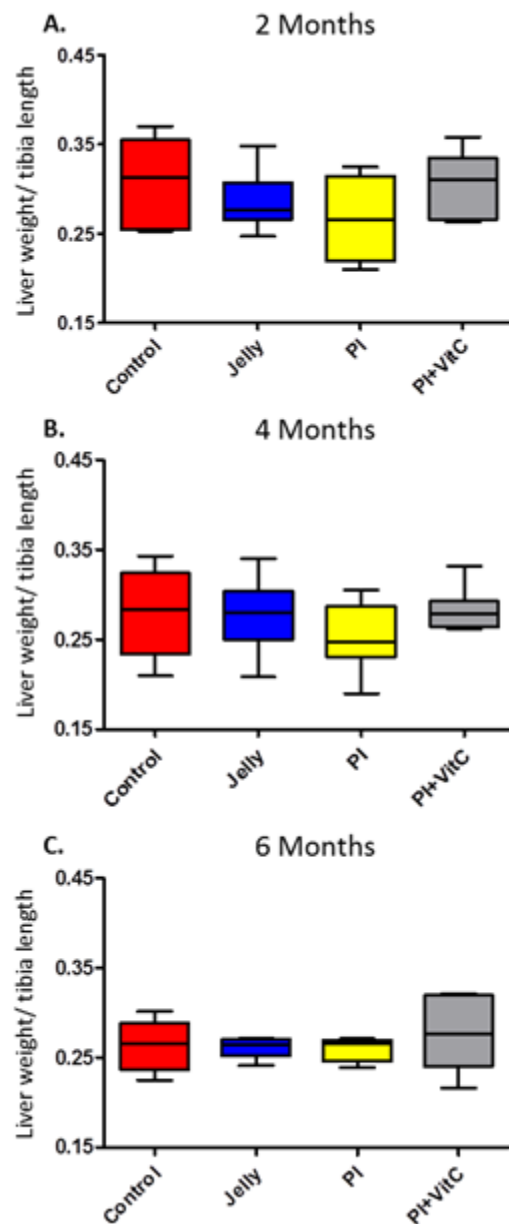 A. 2 Months
Liver weight/ tibia length
0.45
0.35
0.25
0.15
Control
Jelly
PI
PI+VitC
B. 4 Months
Liver weight/ tibia length
0.45
0.35
0.25
0.15
Control
Jelly
PI
PI+VitC
C. 6 Months
Liver weight/ tibia length
0.45
0.35
0.25
0.15
Control
Jelly
PI
PI+VitC